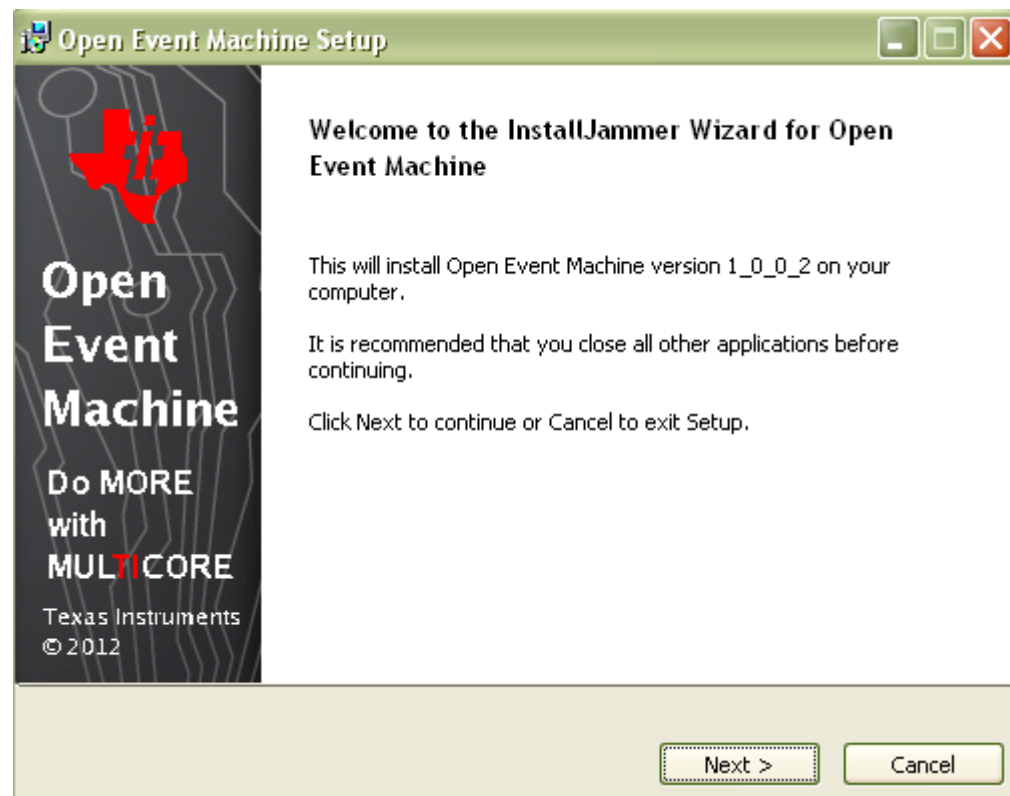 Open Event Machine Setup
Welcome to the InstallJammer Wizard for Open
Event Machine
This will install Open Event Machine version 1_0_0_2 on your
computer.
It is recommended that you close all other applications before
continuing.
Click Next to continue or Cancel to exit Setup.
Open
Event
Machine
Do MORE
with
MULTICORE
Texas Instruments
© 2012
Next >
Cancel